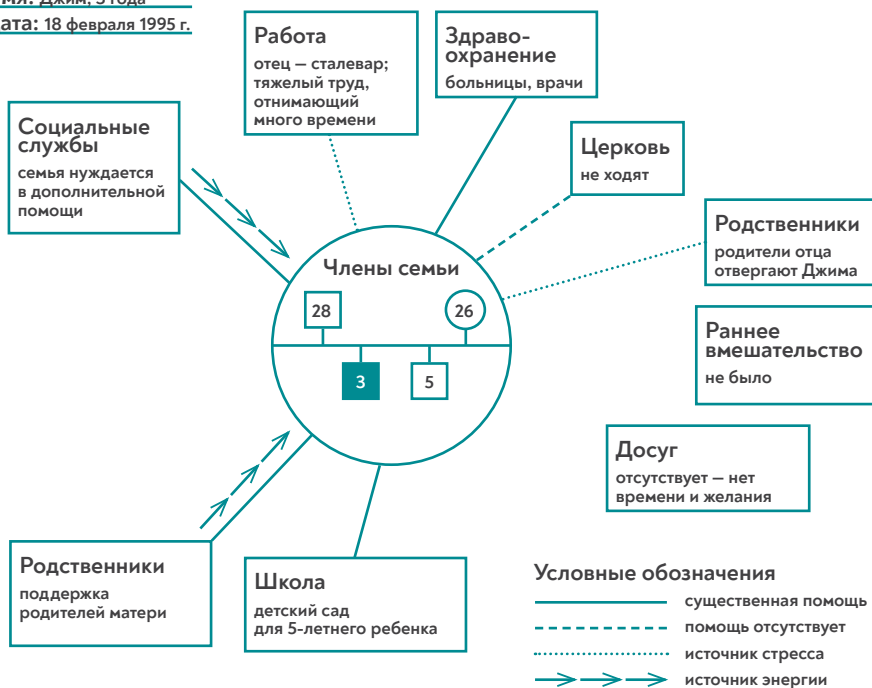 Джим, 3 года
ата: 18 февраля 1995 г.
Работа
отец — сталевар;
тяжелый труд,
отнимающий
много времени
Здраво-
охранение
больницы, врачи
Социальные
службы
семья нуждается
в дополнительной
помощи
Церковь
не ходят
Родственники
родители отца
отвергают Джима
Члены семьи
28
26
3
5
Раннее
вмешательство
не было
Досуг
отсутствует — нет
времени и желания
Родственники
поддержка
родителей матери
Школа
детский сад
для 5-летнего ребенка
Условные обозначения
существенная помощь
помощь отсутствует
источник стресса
источник энергии